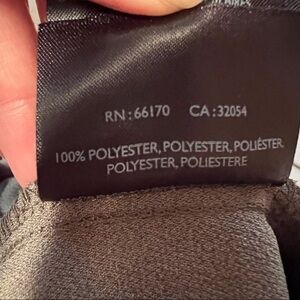 RN: 66170 CA: 32054
100% POLYESTER, POLYESTER, POLIÉSTER
POLYESTER, POLIESTERE